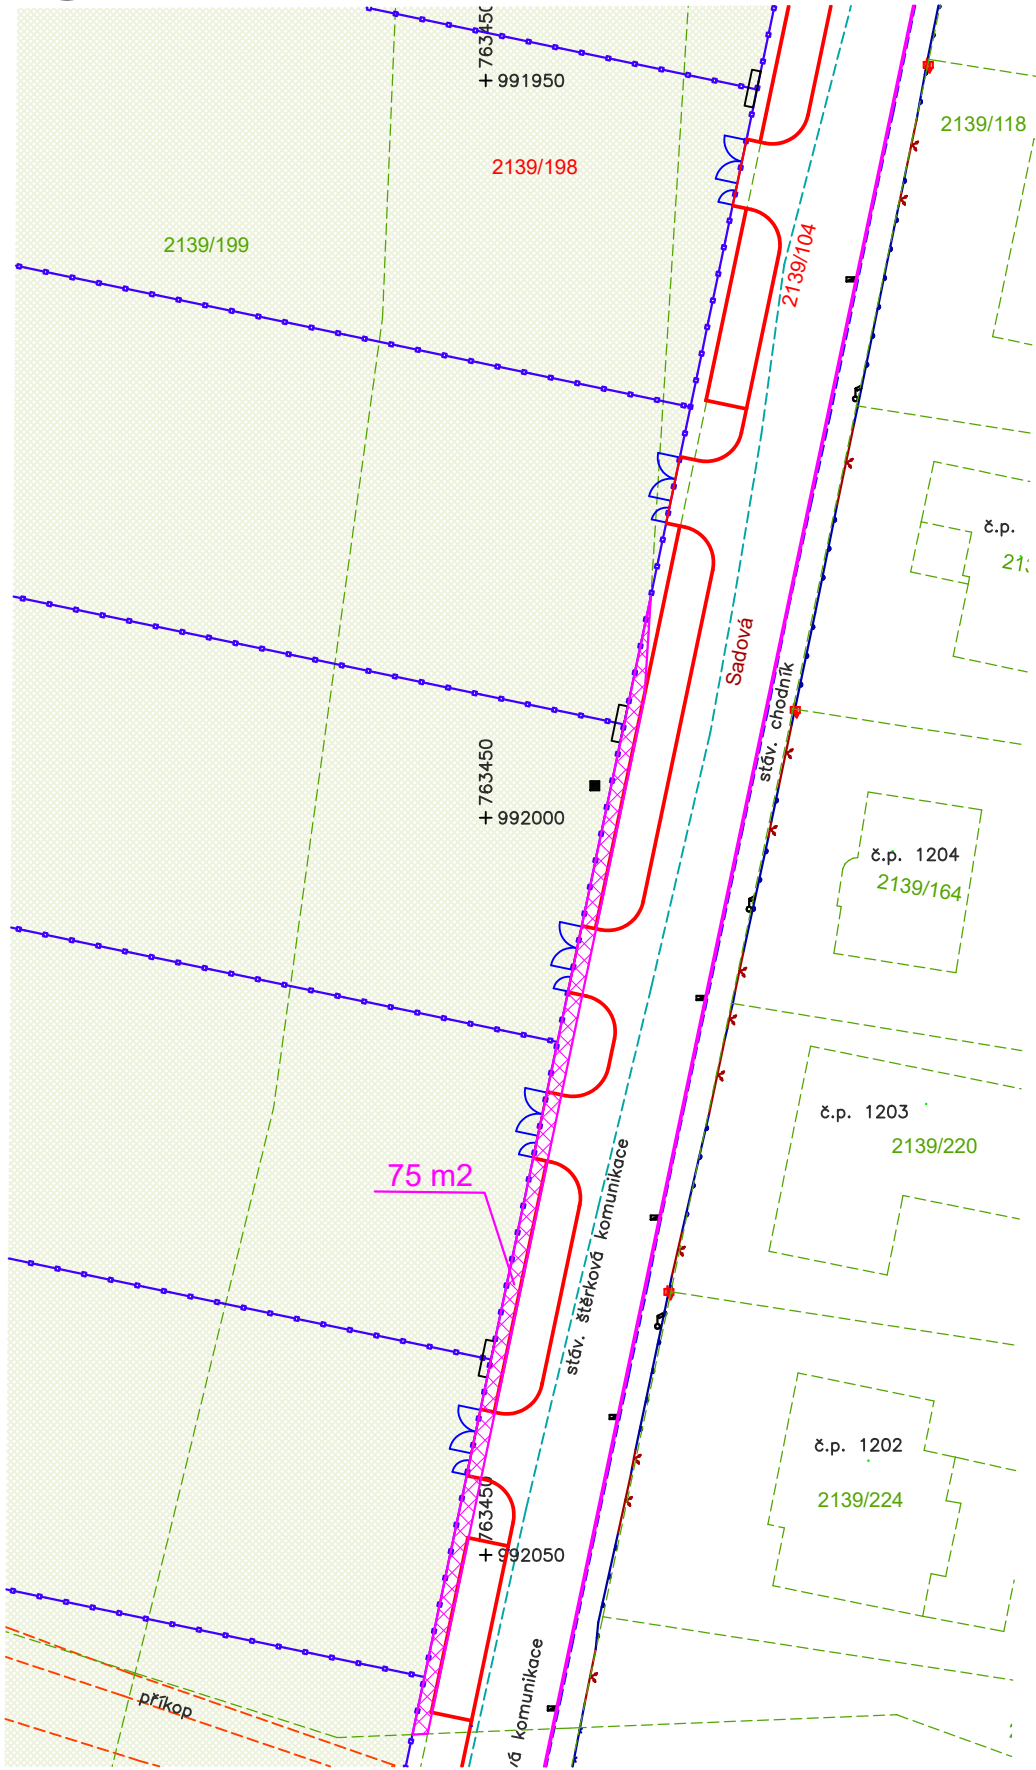 763450
991950
2139/118
2139/198
2139/199
2139/104
č.p.
Sadová
stáv. chodník
763450
992000
č.p. 1204
2139/164
č.p. 1203
2139/220
75 m2
stáv. štěrková komunikace
č.p. 1202
2139/224
763450
992050
komunikace
příkop